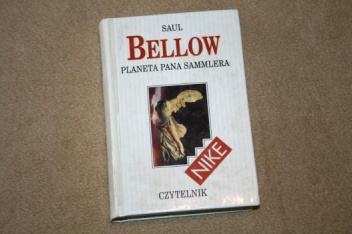 SAUL
BELLOW
PLANETA PANA SAMMLERA
NIKE
CZYTELNIK